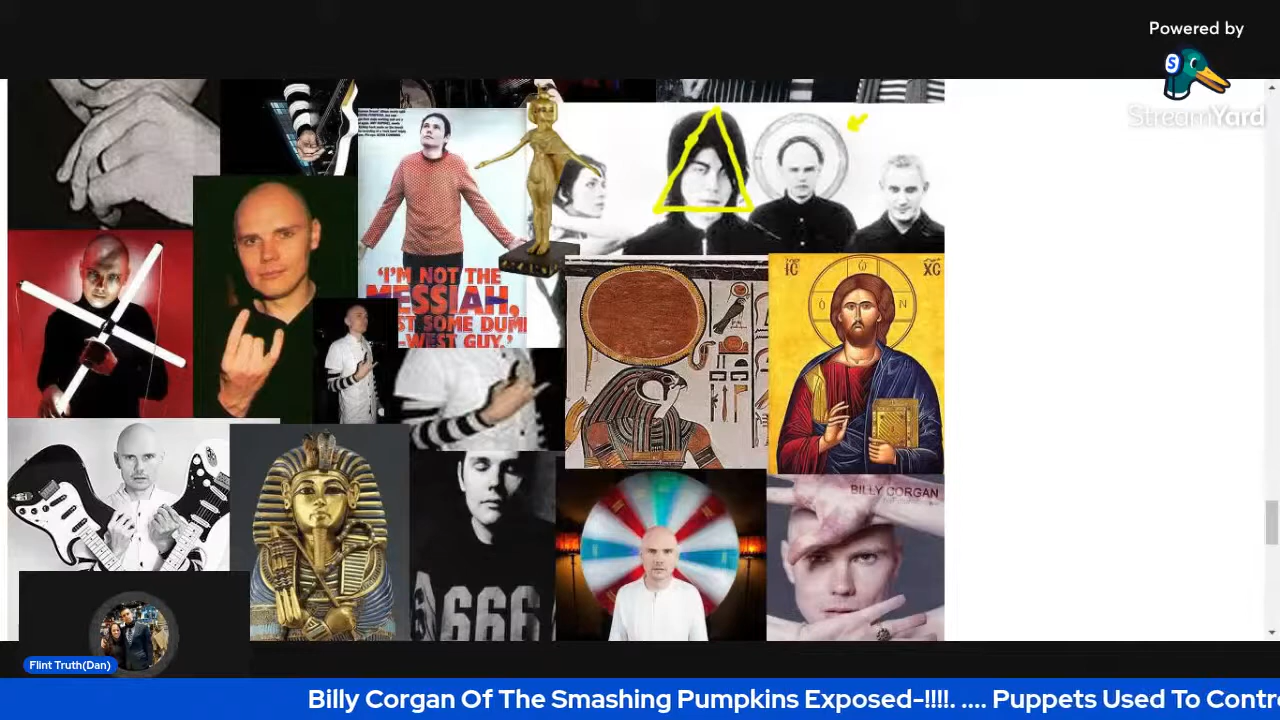 Powered by
S
StreamYard
'I'M NOT THE
MESSIAH,
SOME
-WEST GUY.'
IC XC
Ω
Ο Ν
BILLY CORGAN
666
Flint Truth(Dan)
Billy Corgan Of The Smashing Pumpkins Exposed-!!!!. .... Puppets Used To Contr